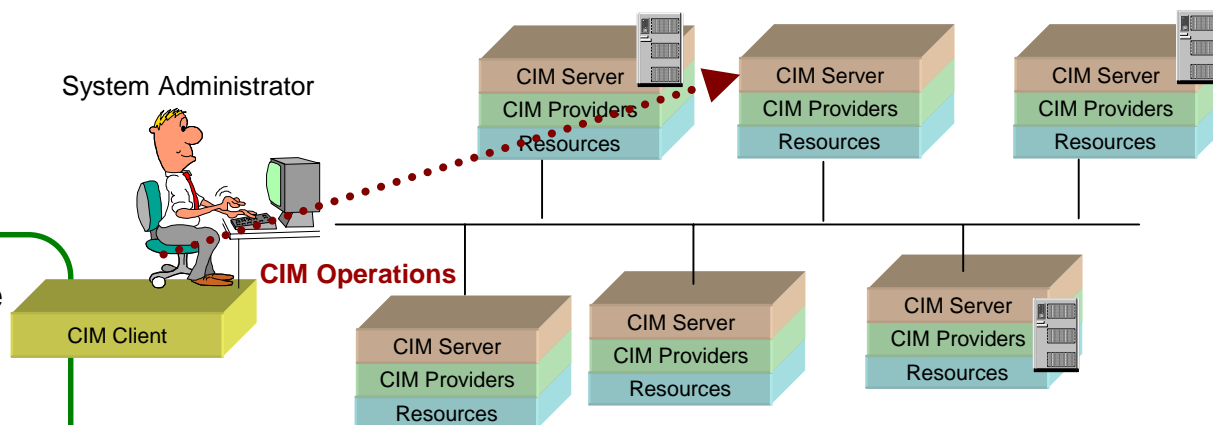 System Administrator
CIM Server
CIM Providers
Resources
CIM Server
CIM Providers
Resources
CIM Server
CIM Providers
Resources
CIM Operations
e
CIM Client
CIM Server
CIM Providers
Resources
CIM Server
CIM Providers
Resources
CIM Server
CIM Providers
Resources